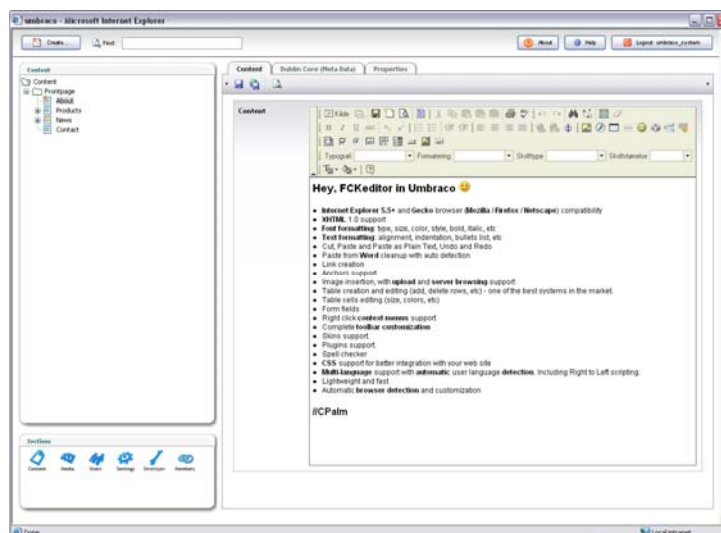 umbraco - Microsoft Internet Explorer
Create...
Find:
About
Help
Logout: umbraco_system
Content
Content
Frontpage
About
Products
News
Contact
Sections
Content
Media
Users
Settings
Developer
Members
Content
Dublin Core (Meta Data)
Properties
Content
Kilde
Typografi
Formatering
Skrifttype
Skriftstørrelse
Hey, FCKeditor in Umbraco
Internet Explorer 5.5+ and Gecko browser (Mozilla / Firefox / Netscape) compatibility
XHTML 1.0 support
Font formatting: type, size, color, style, bold, italic, etc
Text formatting: alignment, indentation, bullets list, etc
Cut, Paste and Paste as Plain Text, Undo and Redo
Paste from Word cleanup with auto detection
Link creation
Anchors support
Image insertion, with upload and server browsing support
Table creation and editing (add, delete rows, etc) - one of the best systems in the market.
Table cells editing (size, colors, etc)
Form fields
Right click context menus support
Complete toolbar customization
Skins support.
Plugins support.
Spell checker
CSS support for better integration with your web site
Multi-language support with automatic user language detection. Including Right to Left scripting.
Lightweight and fast
Automatic browser detection and customization
//CPalm
Done
Local intranet